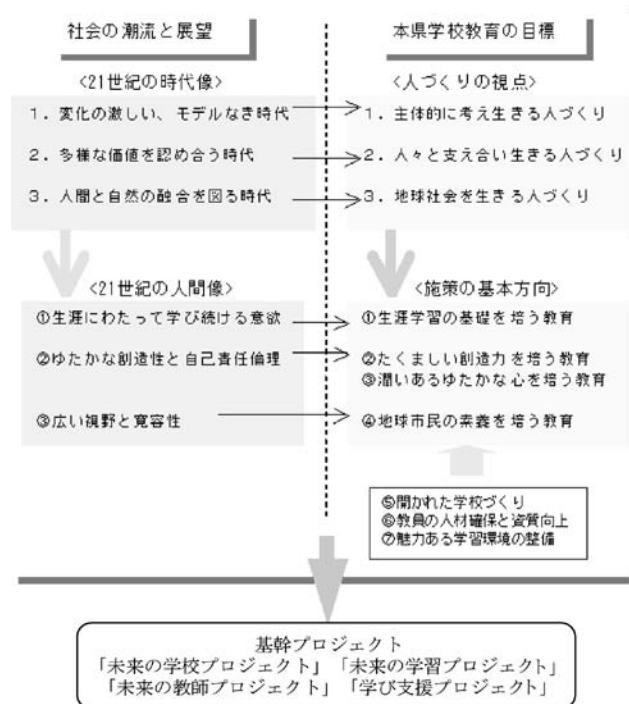 社会の潮流と展望
<21世紀の時代像>
1．変化の激しい、モデルなき時代
2．多様な価値を認め合う時代
3．人間と自然の融合を図る時代
<21世紀の人間像>
①生涯にわたって学び続ける意欲
②ゆたかな創造性と自己責任倫理
③広い視野と寛容性
本県学校教育の目標
<人づくりの視点>
1．主体的に考え生きる人づくり
2．人々と支え合い生きる人づくり
3．地球社会を生きる人づくり
<施策の基本方向>
①生涯学習の基礎を培う教育
②たくましい創造力を培う教育
③潤いあるゆたかな心を培う教育
④地球市民の素養を培う教育
⑤開かれた学校づくり
⑥教員の人材確保と資質向上
⑦魅力ある学習環境の整備
基幹プロジェクト
「未来の学校プロジェクト」「未来の学習プロジェクト」
「未来の教師プロジェクト」「学び支援プロジェクト」